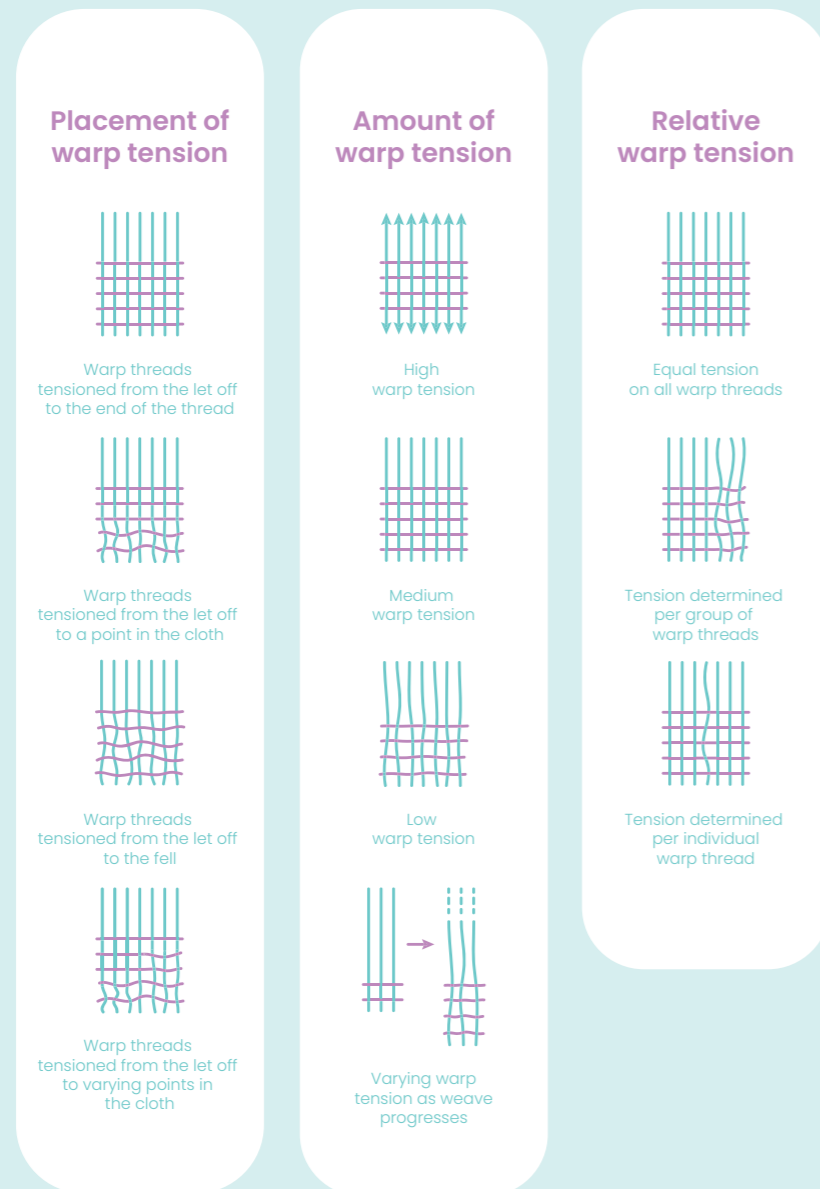 Placement of
warp tension
Warp threads
tensioned from the let off
to the end of the thread
Warp threads
tensioned from the let off
to a point in the cloth
Warp threads
tensioned from the let off
to the fell
Warp threads
tensioned from the let off
to varying points in
the cloth
Amount of
warp tension
High
warp tension
Medium
warp tension
Low
warp tension
Varying warp
tension as weave
progresses
Relative
warp tension
Equal tension
on all warp threads
Tension determined
per group of
warp threads
Tension determined
per individual
warp thread